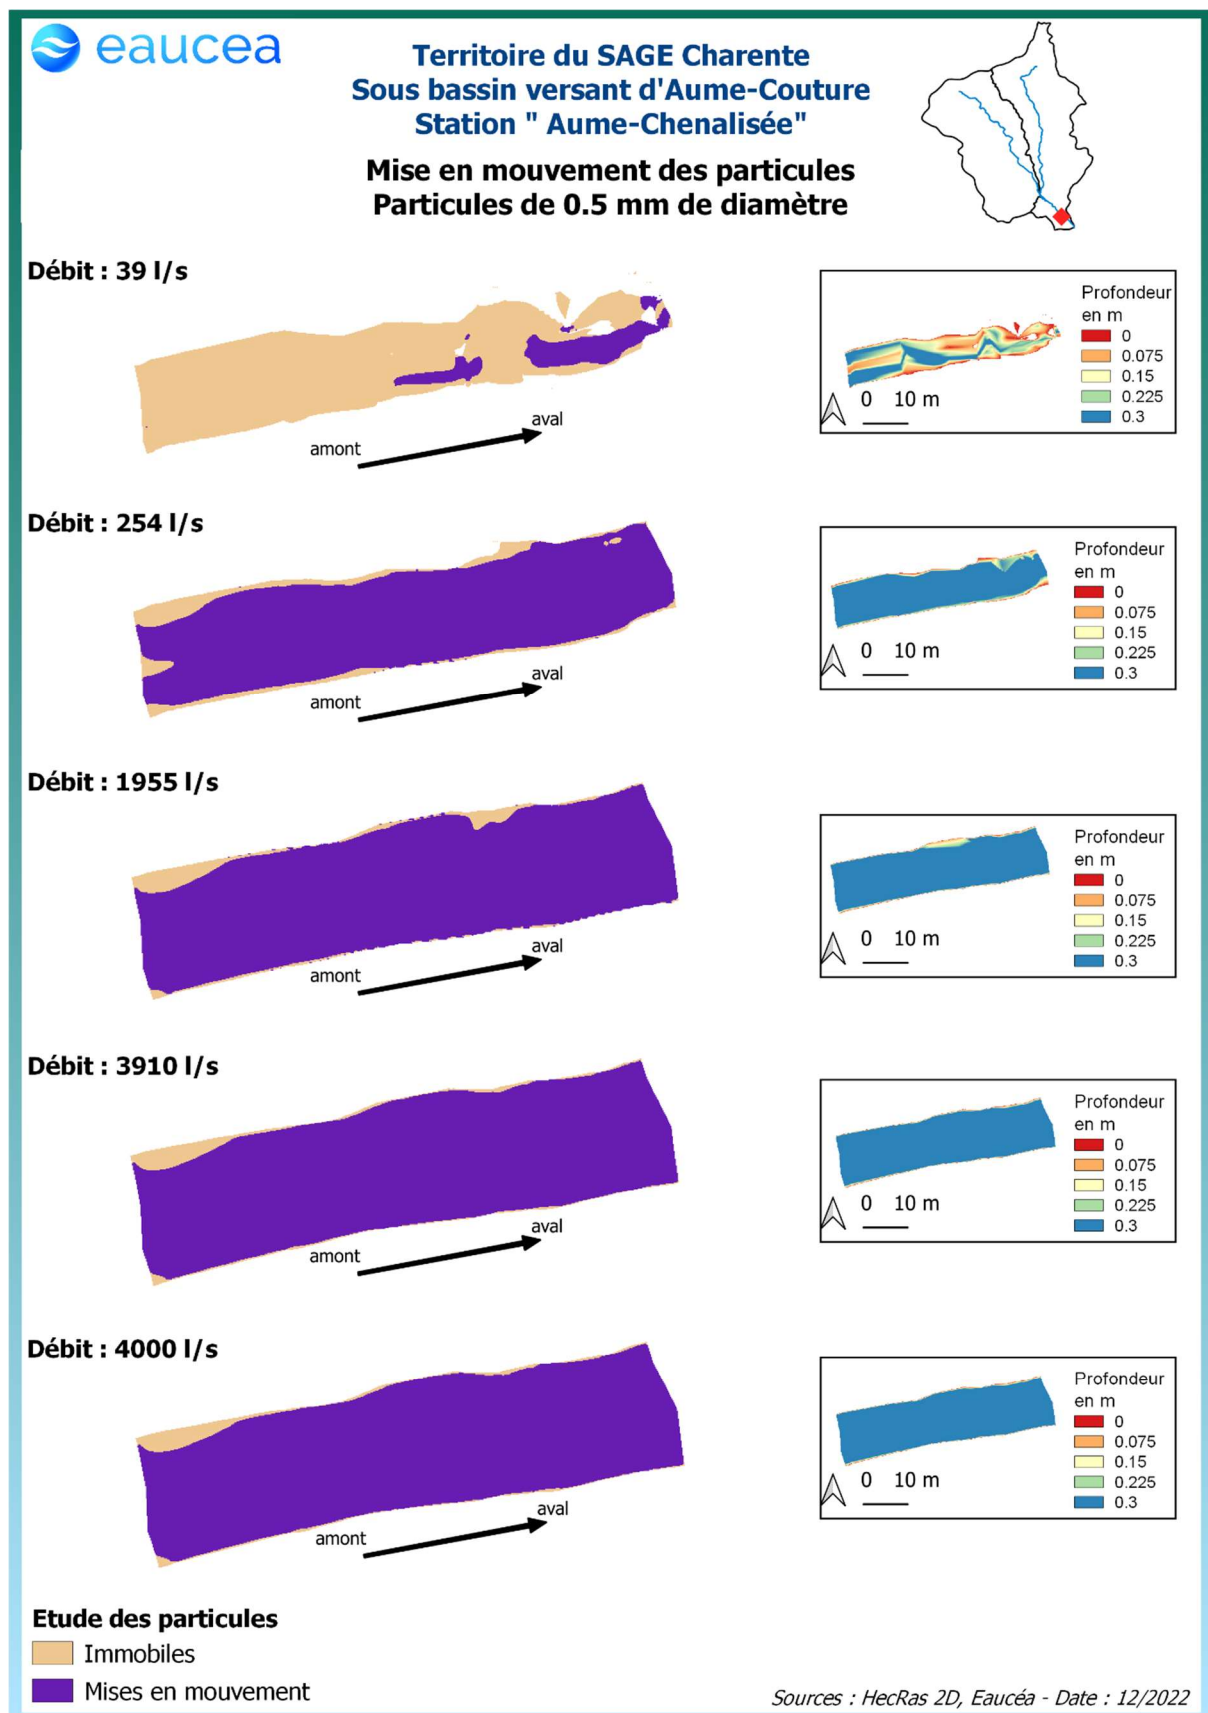 eaucea
Territoire du SAGE Charente
Sous bassin versant d'Aume-Couture
Station " Aume-Chenalisée"
Mise en mouvement des particules
Particules de 0.5 mm de diamètre
Débit : 39 l/s
amont
aval
Profondeur
en m
0
0.075
0.15
0.225
0.3
0 10 m
Débit : 254 l/s
amont
aval
Profondeur
en m
0
0.075
0.15
0.225
0.3
0 10 m
Débit : 1955 l/s
amont
aval
Profondeur
en m
0
0.075
0.15
0.225
0.3
0 10 m
Débit : 3910 l/s
amont
aval
Profondeur
en m
0
0.075
0.15
0.225
0.3
0 10 m
Débit : 4000 l/s
amont
aval
Profondeur
en m
0
0.075
0.15
0.225
0.3
0 10 m
Etude des particules
Immobiles
Mises en mouvement
Sources : HecRas 2D, Eaucéa - Date : 12/2022